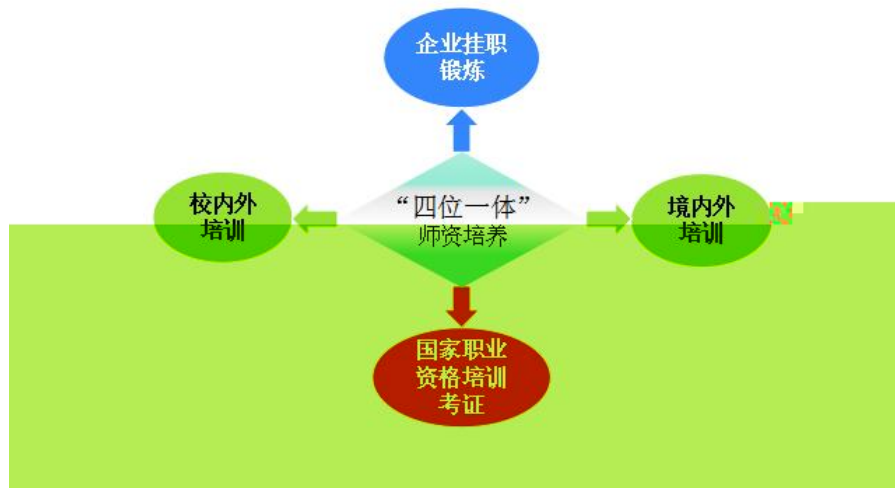 企业挂职
锻炼
校内外
培训
“四位一体”
师资培养
境内外
培训
国家职业
资格培训
考证